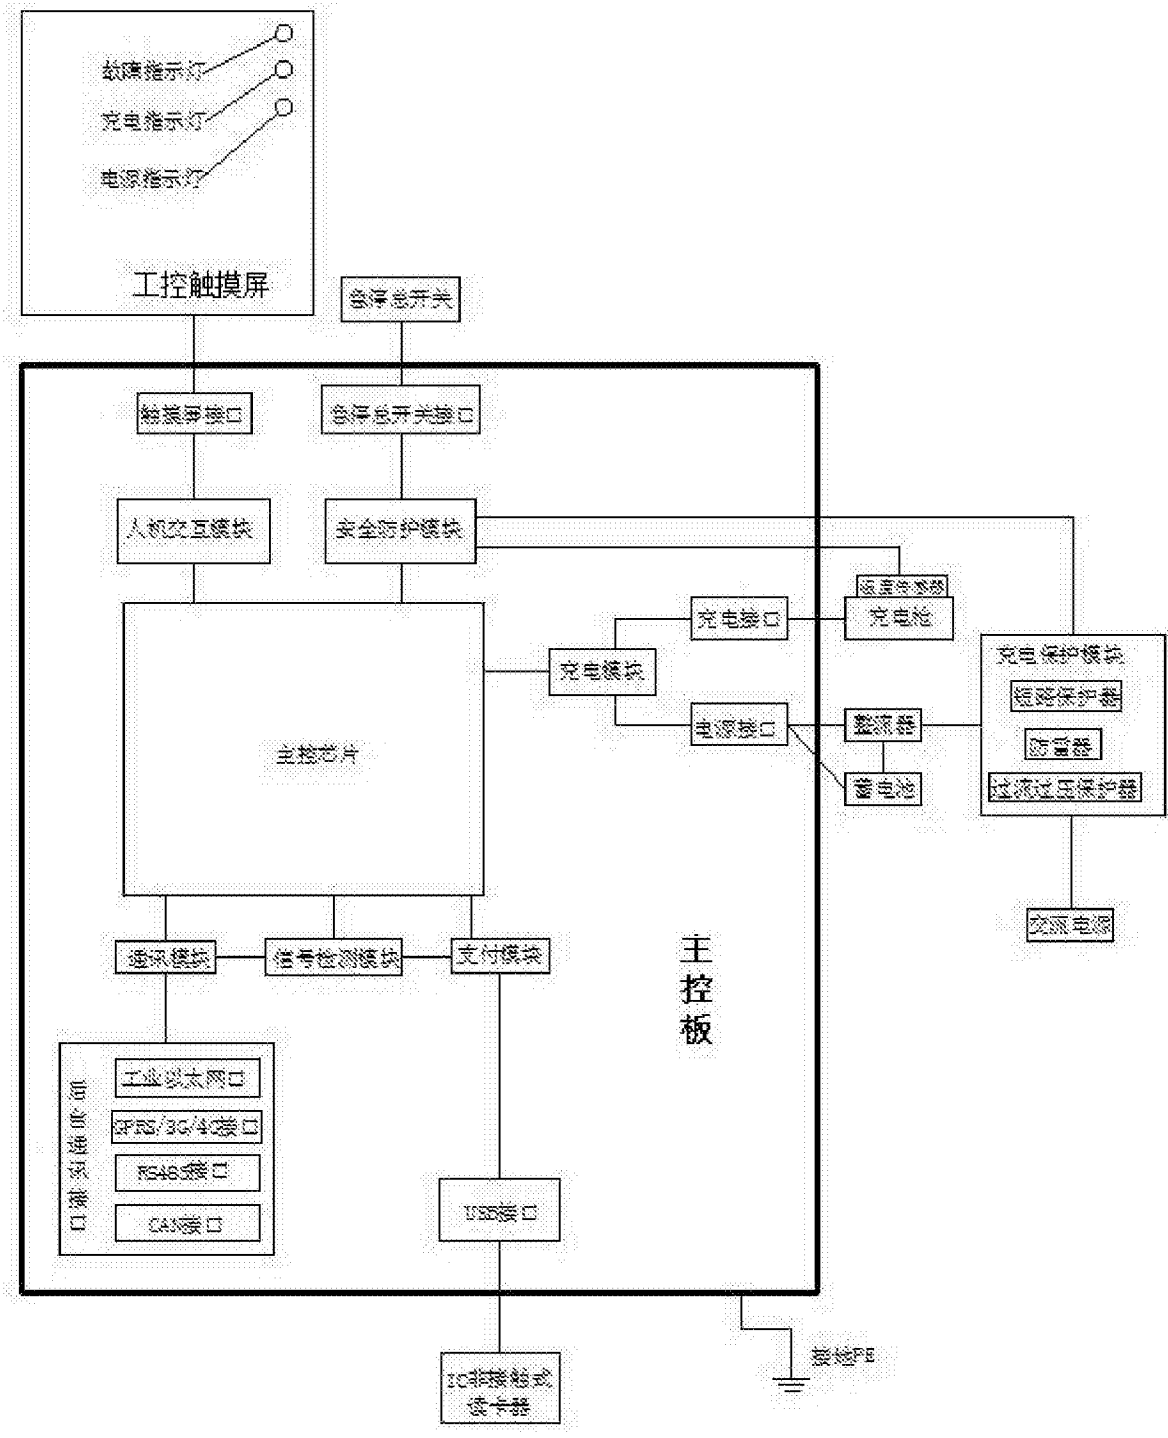 故障指示灯
充电指示灯
电源指示灯
工控触摸屏
急停总开关
触摸屏接口
急停总开关接口
人机交互模块
安全防护模块
充电接口
充电枪
充电模块
充电保护模块
短路保护器
电源接口
整流器
防雷器
主控芯片
蓄电池
过流过压保护器
交流电源
通讯模块
信号检测模块
支付模块
主控板
工业以太网口
GPRS/3G/4G接口
RS485接口
CAN接口
USB接口
地线PE
IC非接触式
读卡器